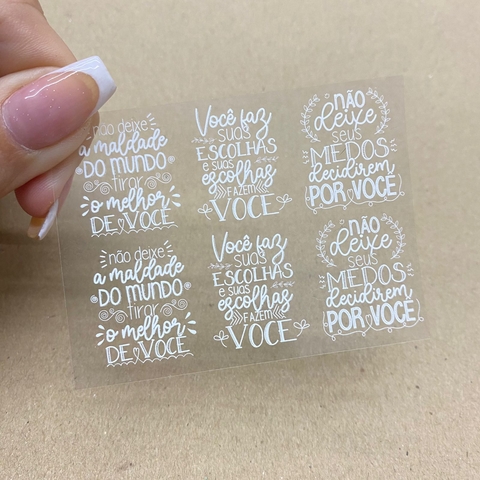 não deixe
a maldade
DO MUNDO
tirar
o melhor
DE VOCÊ
Você faz
suas
ESCOLHAS
e suas
escolhas
FAZEM
VOCÊ
NÃO
deixe
seus
MEDOS
decidirem
POR VOCÊ
não deixe
a maldade
DO MUNDO
tirar
o melhor
DE VOCÊ
Você faz
suas
ESCOLHAS
e suas
escolhas
FAZEM
VOCÊ
NÃO
deixe
seus
MEDOS
decidirem
POR VOCÊ